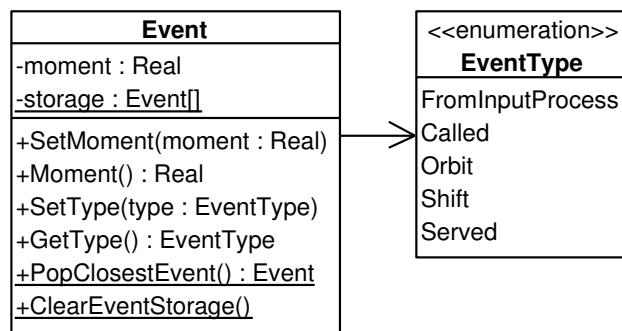 Event
-moment : Real
-storage : Event[]
+SetMoment(moment : Real)
+Moment() : Real
+SetType(type : EventType)
+GetType() : EventType
+PopClosestEvent() : Event
+ClearEventStorage()
<<enumeration>>
EventType
FromInputProcess
Called
Orbit
Shift
Served